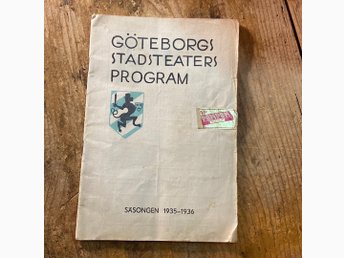 GÖTEBORGS
STADSTEATERS
PROGRAM
SÄSONGEN 1935-1936